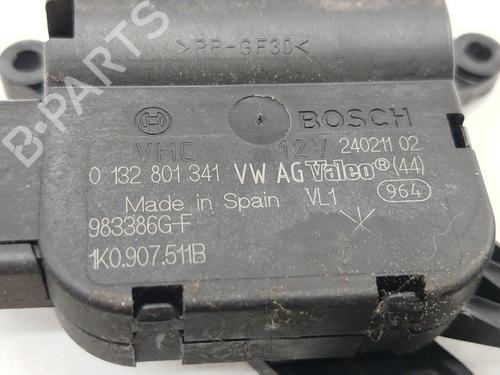 >PP-GF30<
B-PARTS
BOSCH
VMC 12V 240211 02
0 132 801 341 VW AG Valeo® (44)
Made in Spain VL1 964
983386G-F
1K0.907.511B